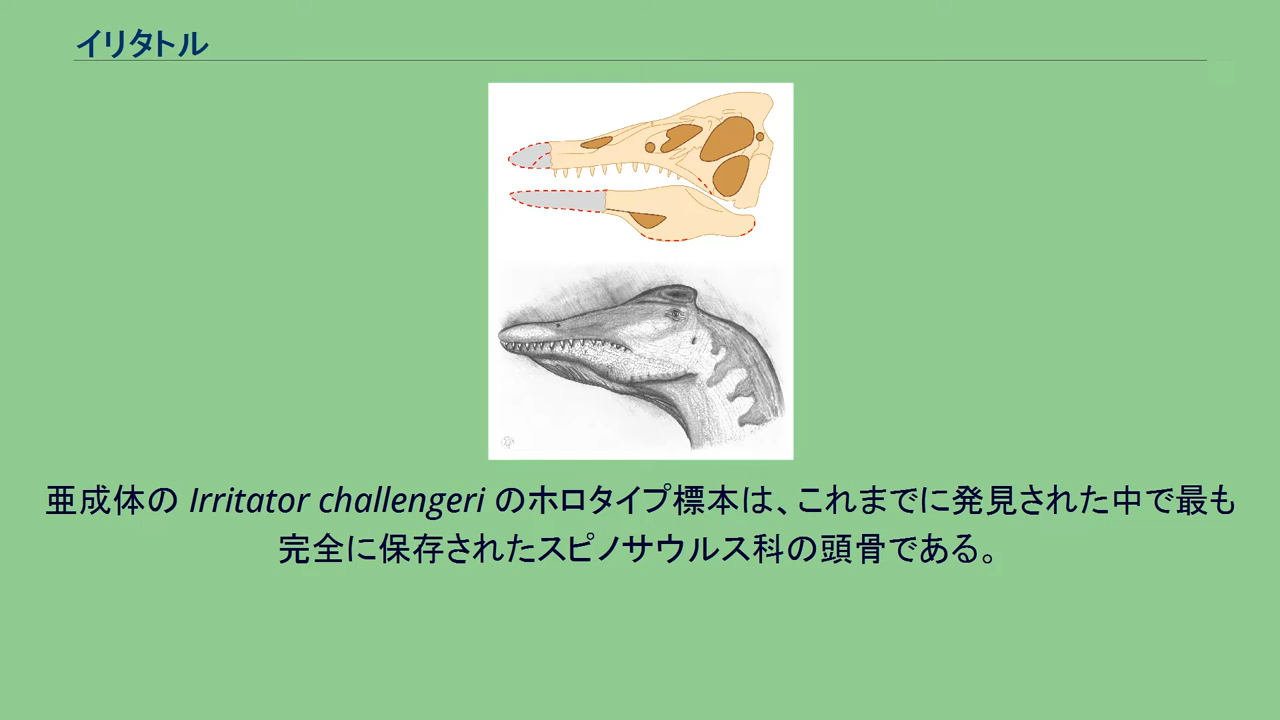 イリタトル
亜成体の Irritator challengeri のホロタイプ標本は、これまでに発見された中で最も
完全に保存されたスピノサウルス科の頭骨である。